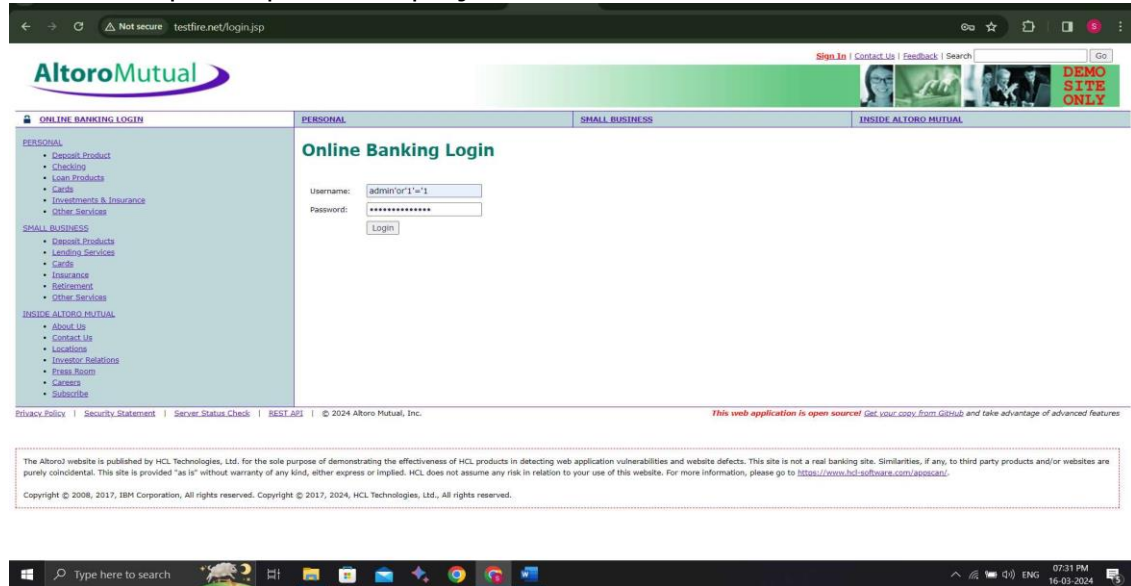 Not secure testfire.net/login.jsp
S
Sign In | Contact Us | Feedback | Search Go
AltoroMutual
DEMO
SITE
ONLY
ONLINE BANKING LOGIN PERSONAL SMALL BUSINESS INSIDE ALTORO MUTUAL
PERSONAL
• Deposit Product
• Checking
• Loan Products
• Cards
• Investments & Insurance
• Other Services
SMALL BUSINESS
• Deposit Products
• Lending Services
• Cards
• Insurance
• Retirement
• Other Services
INSIDE ALTORO MUTUAL
• About Us
• Contact Us
• Locations
• Investor Relations
• Press Room
• Careers
• Subscribe
Online Banking Login
Username: admin'or'1'='1
Password: ••••••••••••••
Login
Privacy Policy | Security Statement | Server Status Check | REST API | © 2024 Altoro Mutual, Inc. This web application is open source! Get your copy from GitHub and take advantage of advanced features
The AltoroJ website is published by HCL Technologies, Ltd. for the sole purpose of demonstrating the effectiveness of HCL products in detecting web application vulnerabilities and website defects. This site is not a real banking site. Similarities, if any, to third party products and/or websites are
purely coincidental. This site is provided "as is" without warranty of any kind, either express or implied. HCL does not assume any risk in relation to your use of this website. For more information, please go to https://www.hcl-software.com/appscan/.
Copyright © 2008, 2017, IBM Corporation, All rights reserved. Copyright © 2017, 2024, HCL Technologies, Ltd., All rights reserved.
Type here to search
ENG
07:31 PM
16-03-2024
5